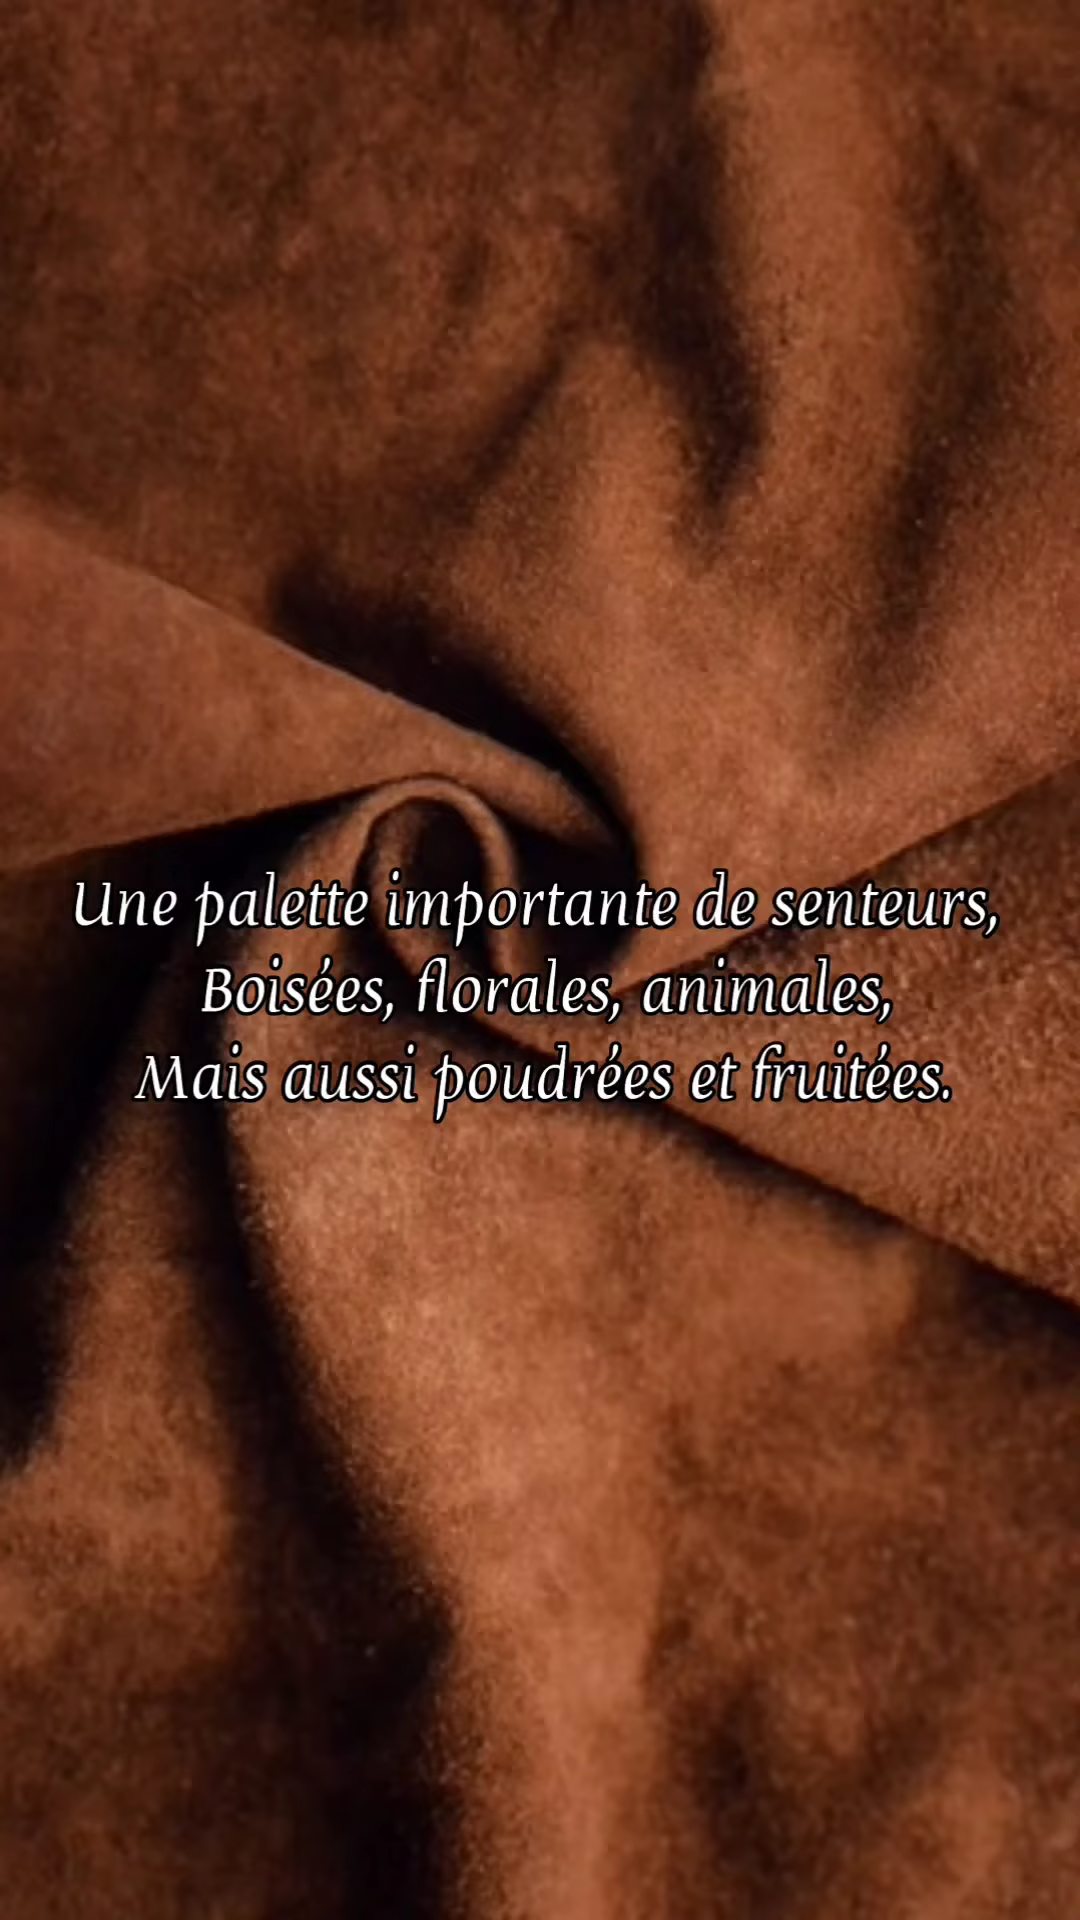 Une palette importante de senteurs,
Boisées, florales, animales,
Mais aussi poudrées et fruitées.